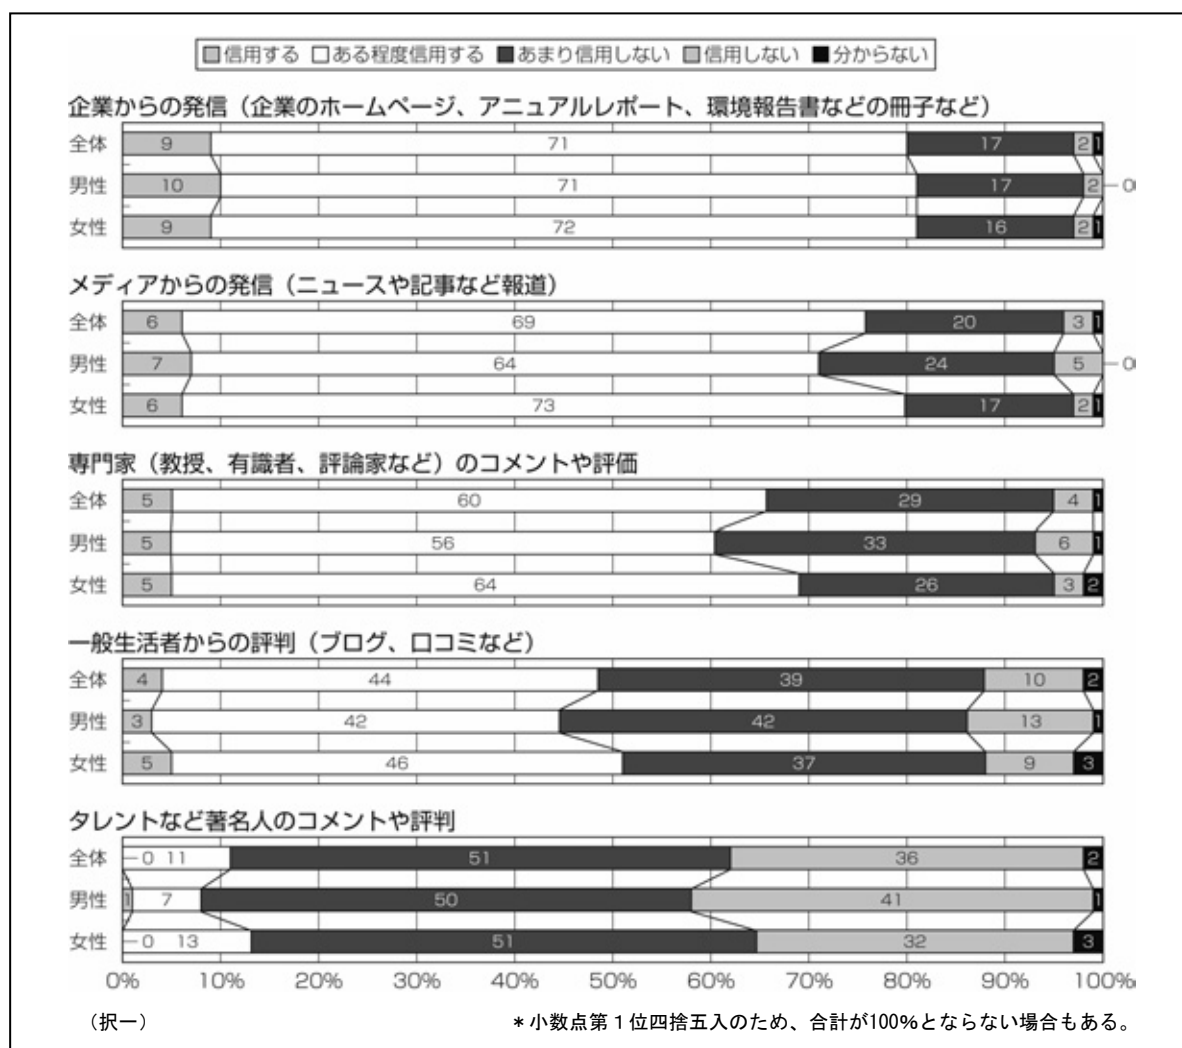 信用する ある程度信用する あまり信用しない 信用しない 分からない
企業からの発信（企業のホームページ、アニュアルレポート、環境報告書などの冊子など）
全体 9 71 17 2 1
男性 10 71 17 2 0
女性 9 72 16 2 1
メディアからの発信（ニュースや記事など報道）
全体 6 69 20 3 1
男性 7 64 24 5 0
女性 6 73 17 2 1
専門家（教授、有識者、評論家など）のコメントや評価
全体 5 60 29 4 1
男性 5 56 33 6 1
女性 5 64 26 3 2
一般生活者からの評判（ブログ、口コミなど）
全体 4 44 39 10 2
男性 3 42 42 13 1
女性 5 46 37 9 3
タレントなど著名人のコメントや評判
全体 0 11 51 36 2
男性 1 7 50 41 1
女性 0 13 51 32 3
0% 10% 20% 30% 40% 50% 60% 70% 80% 90% 100%
（択一） ＊小数点第１位四捨五入のため、合計が100%とならない場合もある。